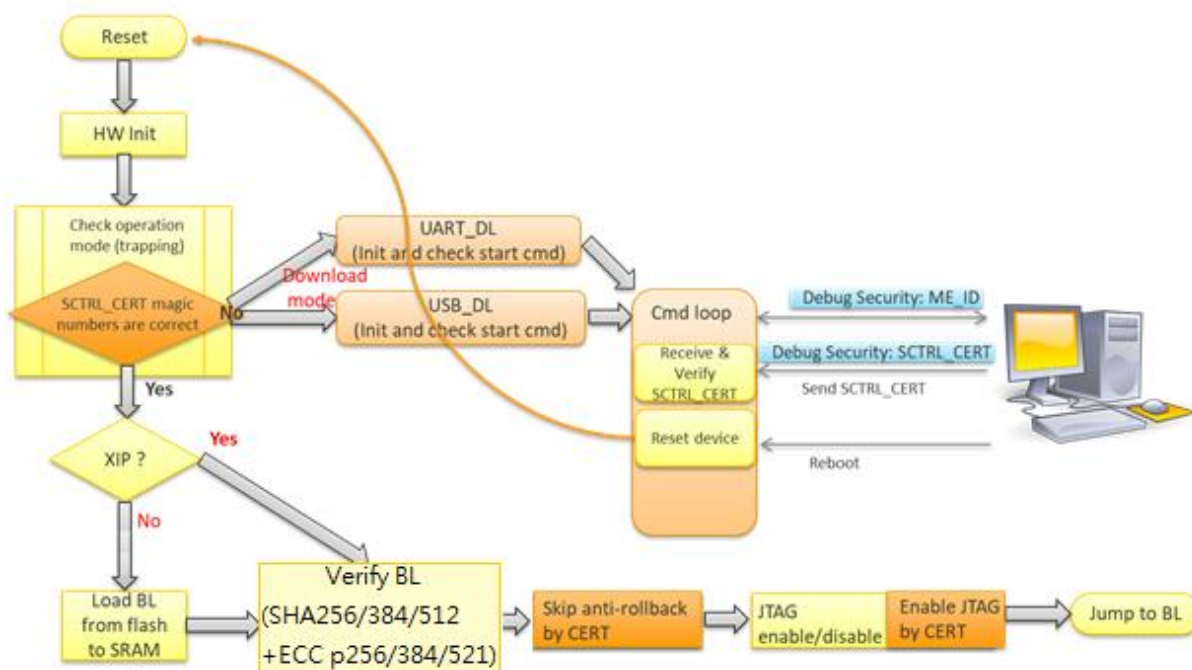 Reset
HW Init
Check operation
mode (trapping)
SCTRL_CERT magic
numbers are correct
No
Download
mode
UART_DL
(Init and check start cmd)
USB_DL
(Init and check start cmd)
Cmd loop
Receive &
Verify
SCTRL_CERT
Reset device
Debug Security: ME_ID
Debug Security: SCTRL_CERT
Send SCTRL_CERT
Reboot
Yes
XIP ?
Yes
No
Load BL
from flash
to SRAM
Verify BL
(SHA256/384/512
+ECC p256/384/521)
Skip anti-rollback
by CERT
JTAG
enable/disable
Enable JTAG
by CERT
Jump to BL